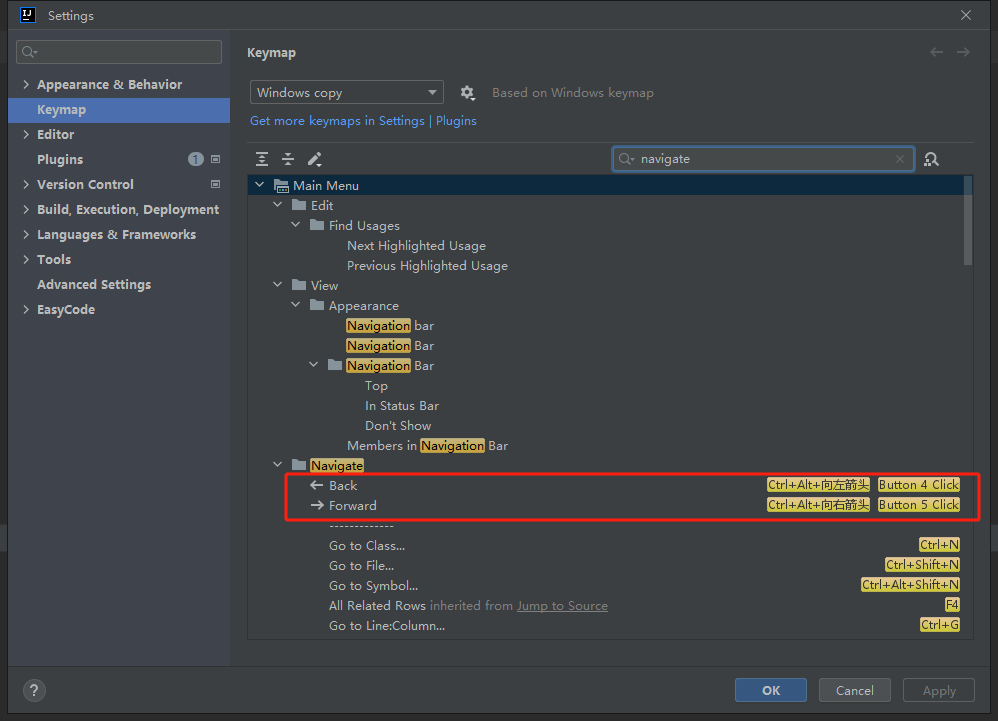 IJ Settings
Keymap
Appearance & Behavior
Keymap
Editor
Plugins 1
Version Control
Build, Execution, Deployment
Languages & Frameworks
Tools
Advanced Settings
EasyCode
Windows copy Based on Windows keymap
Get more keymaps in Settings | Plugins
navigate
Main Menu
Edit
Find Usages
Next Highlighted Usage
Previous Highlighted Usage
View
Appearance
Navigation bar
Navigation Bar
Navigation Bar
Top
In Status Bar
Don't Show
Members in Navigation Bar
Navigate
Back Ctrl+Alt+向左箭头 Button 4 Click
Forward Ctrl+Alt+向右箭头 Button 5 Click
-------------
Go to Class... Ctrl+N
Go to File... Ctrl+Shift+N
Go to Symbol... Ctrl+Alt+Shift+N
All Related Rows inherited from Jump to Source F4
Go to Line:Column... Ctrl+G
? OK Cancel Apply